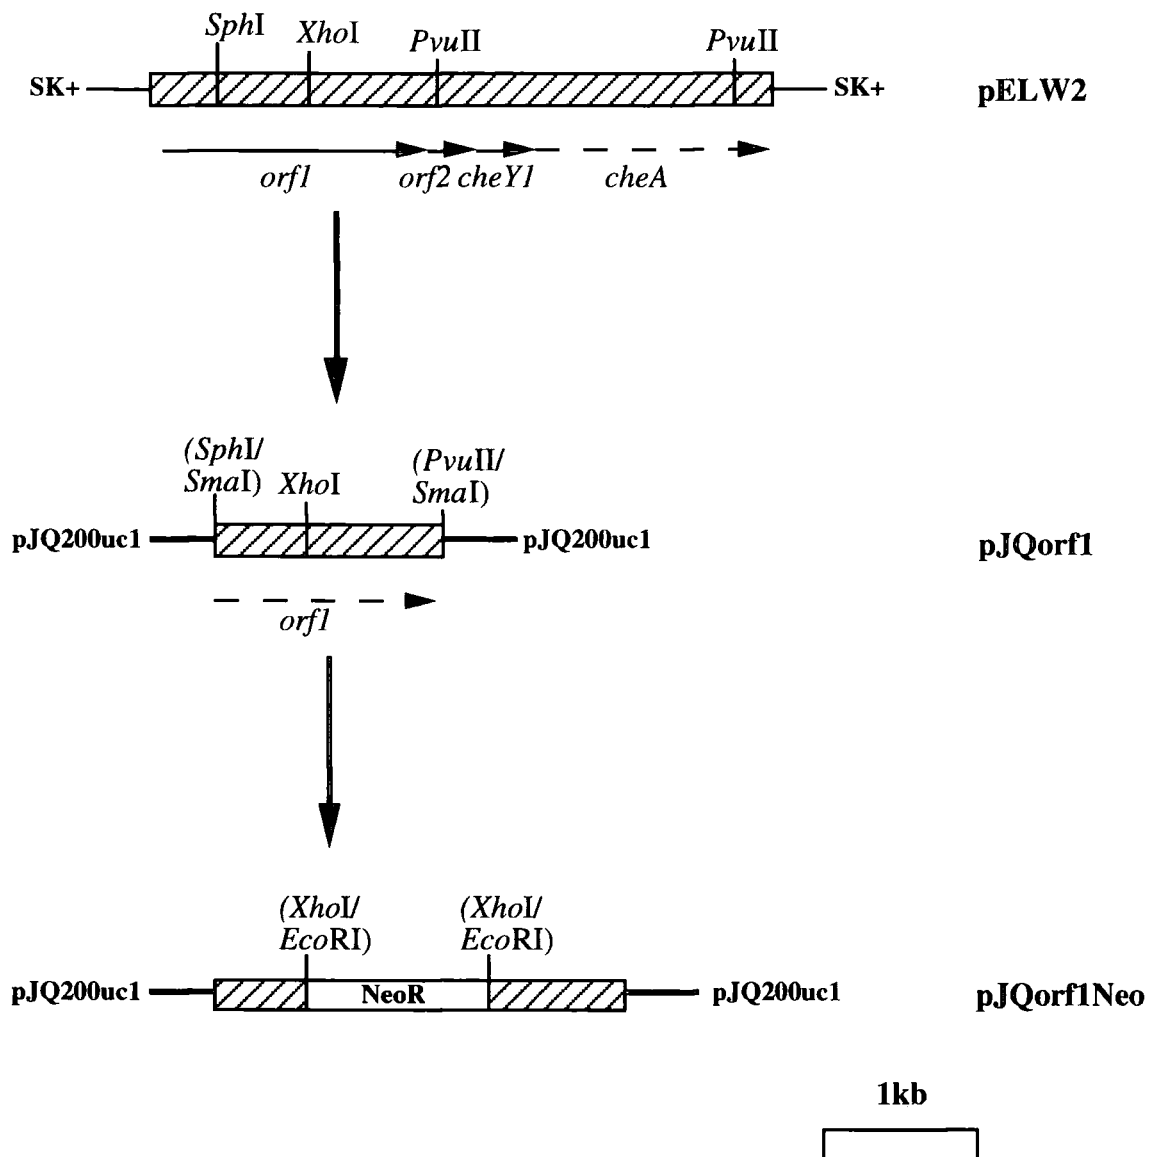 SphI XhoI PvuII PvuII
SK+ SK+ pELW2
orf1 orf2 cheY1 cheA
(SphI/
SmaI)
XhoI
(PvuII/
SmaI)
pJQ200uc1 pJQ200uc1 pJQorf1
orf1
(XhoI/
EcoRI)
(XhoI/
EcoRI)
pJQ200uc1 NeoR pJQ200uc1 pJQorf1Neo
1kb